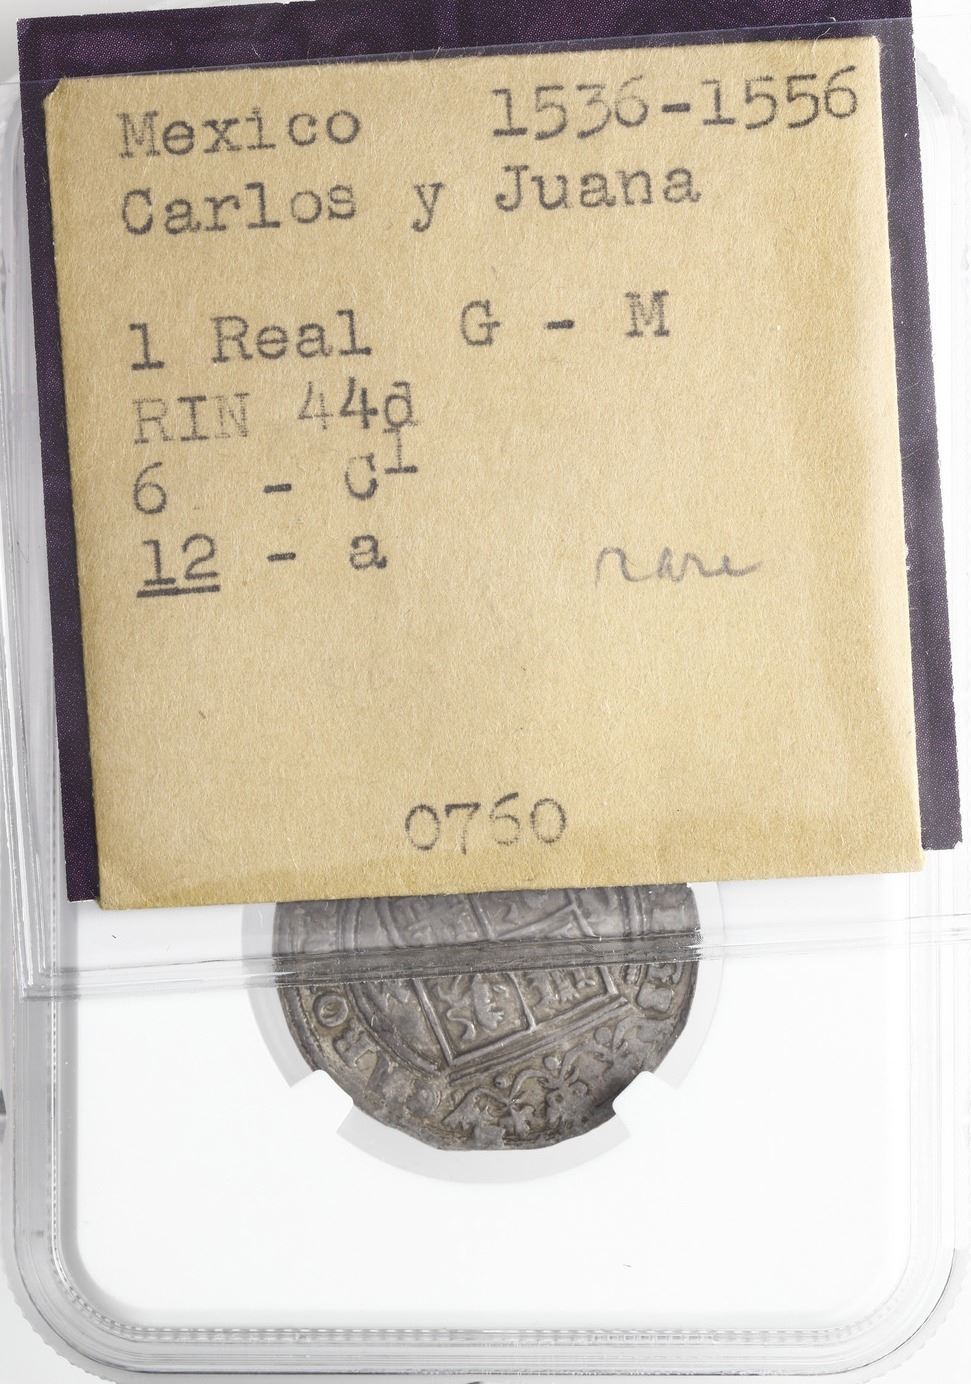 Mexico 1536-1556
Carlos y Juana
1 Real G - M
RIN 44d
6 - C1
12 - a rare
0760